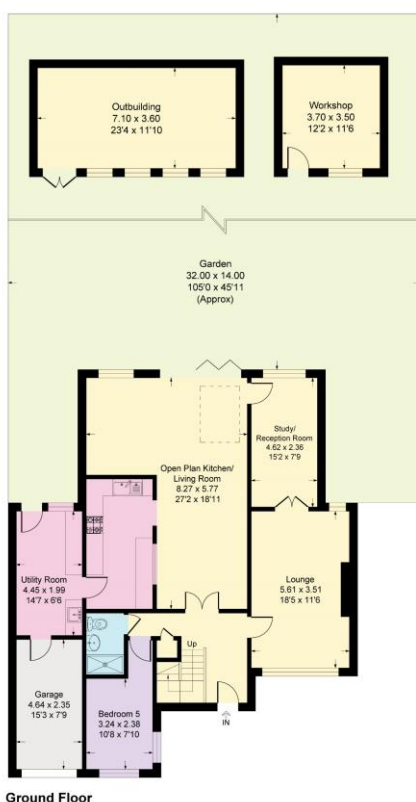 Outbuilding
7.10 x 3.60
23'4 x 11'10
Workshop
3.70 x 3.50
12'2 x 11'6
Garden
32.00 x 14.00
105'0 x 45'11
(Approx)
Study/
Reception Room
4.62 x 2.36
15'2 x 7'9
Open Plan Kitchen/
Living Room
8.27 x 5.77
27'2 x 18'11
Utility Room
4.45 x 1.99
14'7 x 6'6
Lounge
5.61 x 3.51
18'5 x 11'6
Up
Garage
4.64 x 2.35
15'3 x 7'9
Bedroom 5
3.24 x 2.38
10'8 x 7'10
IN
Ground Floor